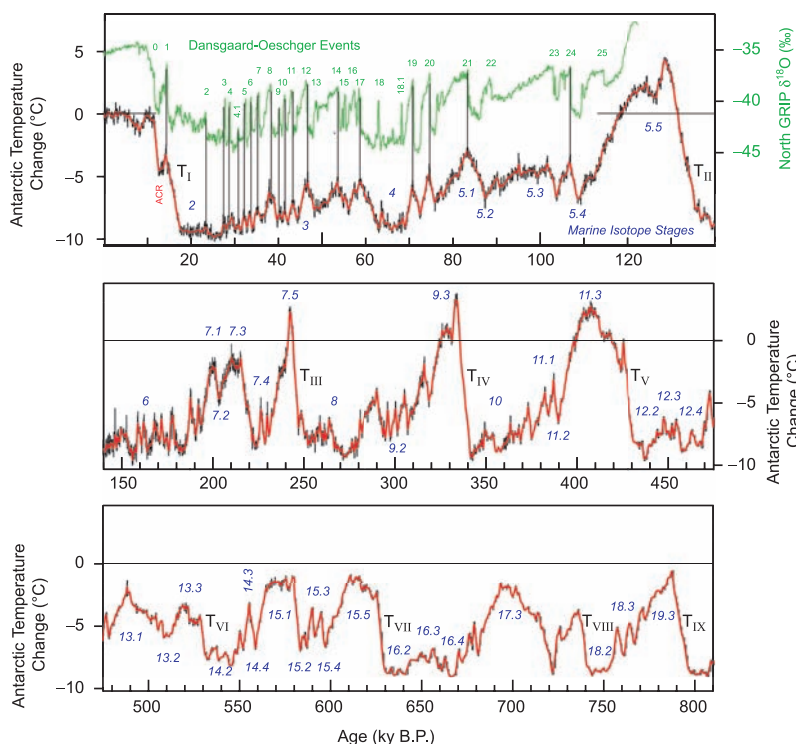 Dansgaard-Oeschger Events
0 1 2 3 4 4.1 5 6 7 8 9 10 11 12 13 14 15 16 17 18 18.1 19 20 21 22 23 24 25
5
0
−5
−10
Antarctic Temperature
Change (°C)
−35
−40
−45
North GRIP δ18O (‰)
ACR
TI
TII
2
3
4
5.1
5.2
5.3
5.4
5.5
Marine Isotope Stages
20 40 60 80 100 120 140
7.5
9.3
11.3
7.1 7.3
6
7.2
7.4
8
9.2
10
11.1
11.2
12.2
12.3
12.4
TIII
TIV
TV
0
−5
−10
Antarctic Temperature
Change (°C)
150 200 250 300 350 400 450
0
−5
−10
Antarctic Temperature
Change (°C)
13.1
13.2
13.3
14.2
14.3
14.4
15.1
15.2
15.3
15.4
15.5
16.2
16.3
16.4
17.3
18.2
18.3
19.3
TVI
TVII
TVIII
TIX
500 550 600 650 700 750 800
Age (ky B.P.)